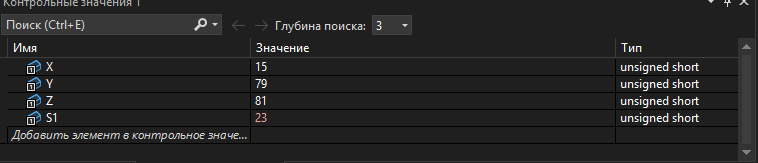 Контрольные значения 1
Поиск (Ctrl+E) Глубина поиска: 3
Имя Значение Тип
X 15 unsigned short
Y 79 unsigned short
Z 81 unsigned short
S1 23 unsigned short
Добавить элемент в контрольное значе...